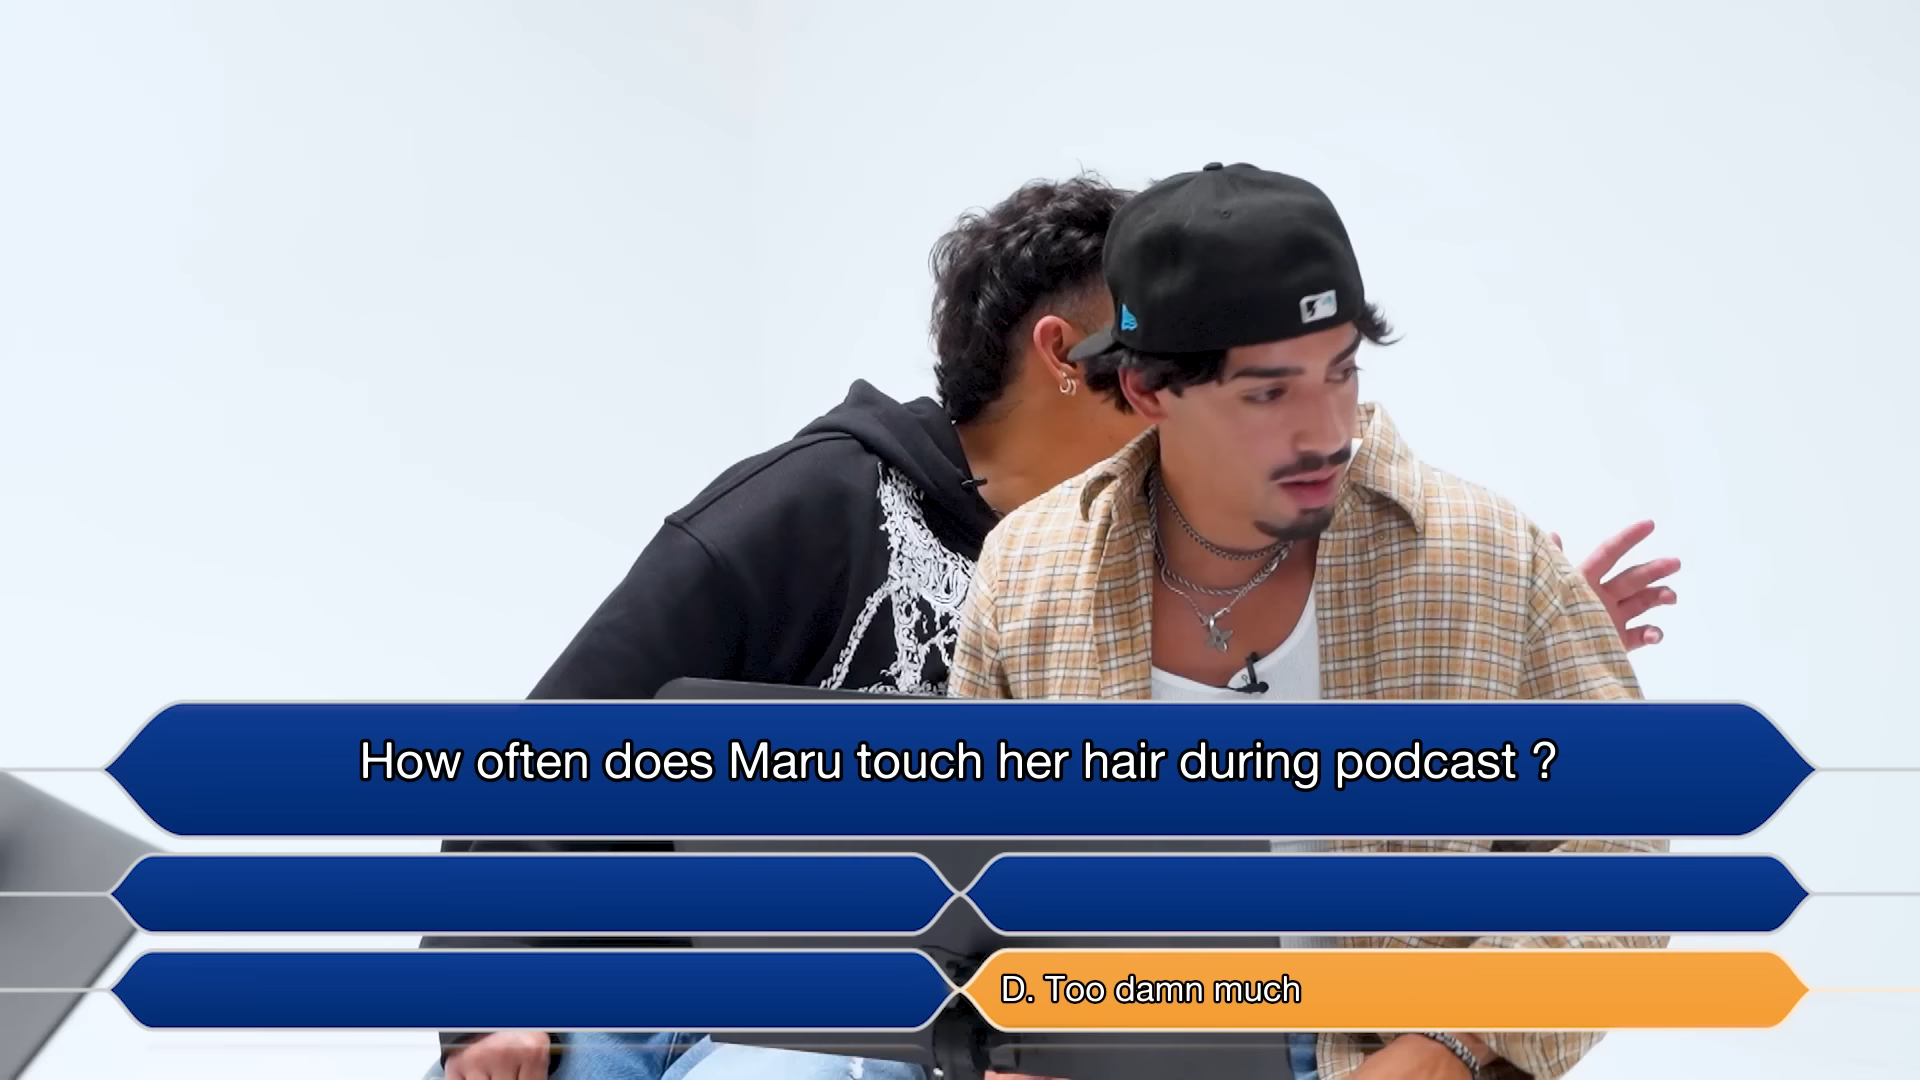 How often does Maru touch her hair during podcast ?
D. Too damn much